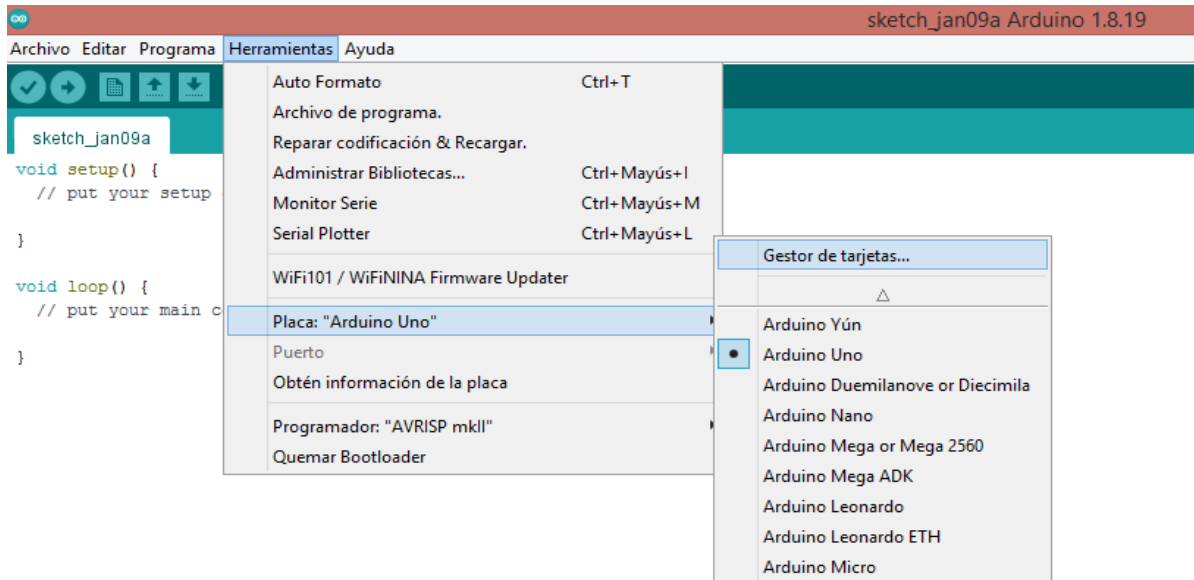 sketch_jan09a Arduino 1.8.19
Archivo Editar Programa Herramientas Ayuda
sketch_jan09a
void setup() {
// put your setup
}
void loop() {
// put your main c
}
Auto Formato Ctrl+T
Archivo de programa.
Reparar codificación & Recargar.
Administrar Bibliotecas... Ctrl+Mayús+I
Monitor Serie Ctrl+Mayús+M
Serial Plotter Ctrl+Mayús+L
WiFi101 / WiFiNINA Firmware Updater
Placa: "Arduino Uno"
Puerto
Obtén información de la placa
Programador: "AVRISP mkII"
Quemar Bootloader
Gestor de tarjetas...
Arduino Yún
Arduino Uno
Arduino Duemilanove or Diecimila
Arduino Nano
Arduino Mega or Mega 2560
Arduino Mega ADK
Arduino Leonardo
Arduino Leonardo ETH
Arduino Micro